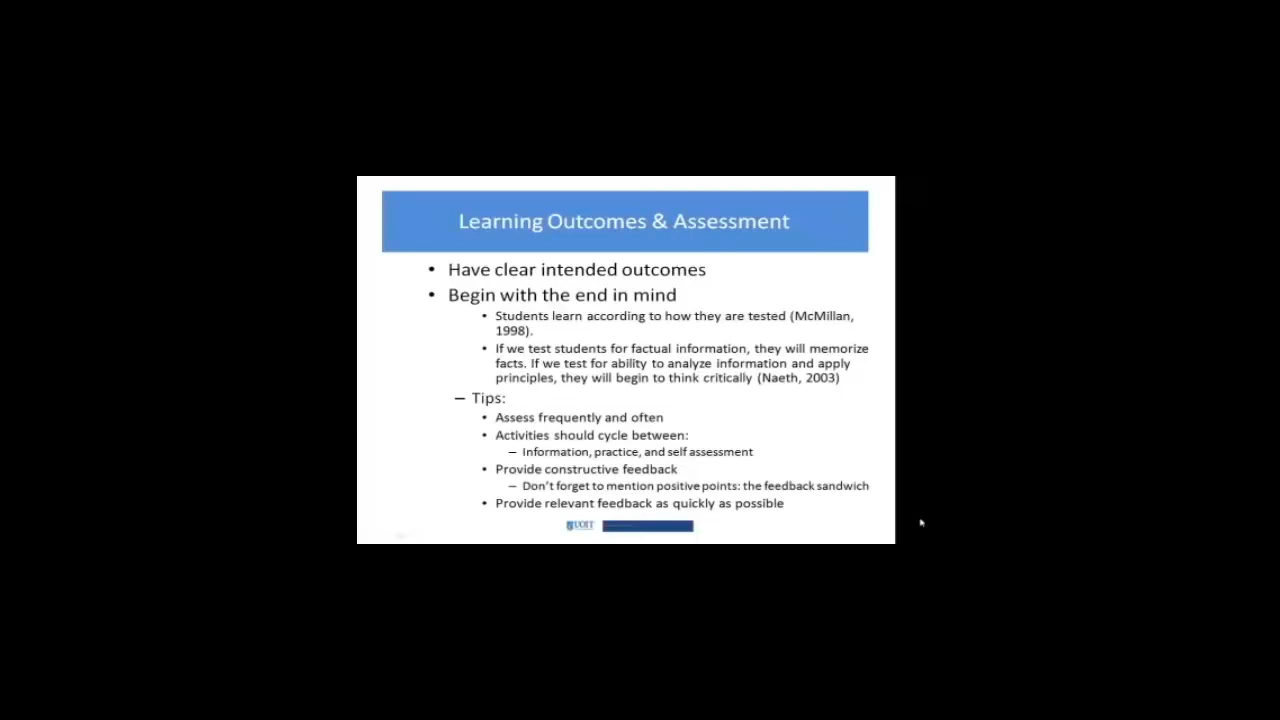 Learning Outcomes & Assessment
• Have clear intended outcomes
• Begin with the end in mind
• Students learn according to how they are tested (McMillan,
1998).
• If we test students for factual information, they will memorize
facts. If we test for ability to analyze information and apply
principles, they will begin to think critically (Naeth, 2003)
– Tips:
• Assess frequently and often
• Activities should cycle between:
– Information, practice, and self assessment
• Provide constructive feedback
– Don't forget to mention positive points: the feedback sandwich
• Provide relevant feedback as quickly as possible
UOIT